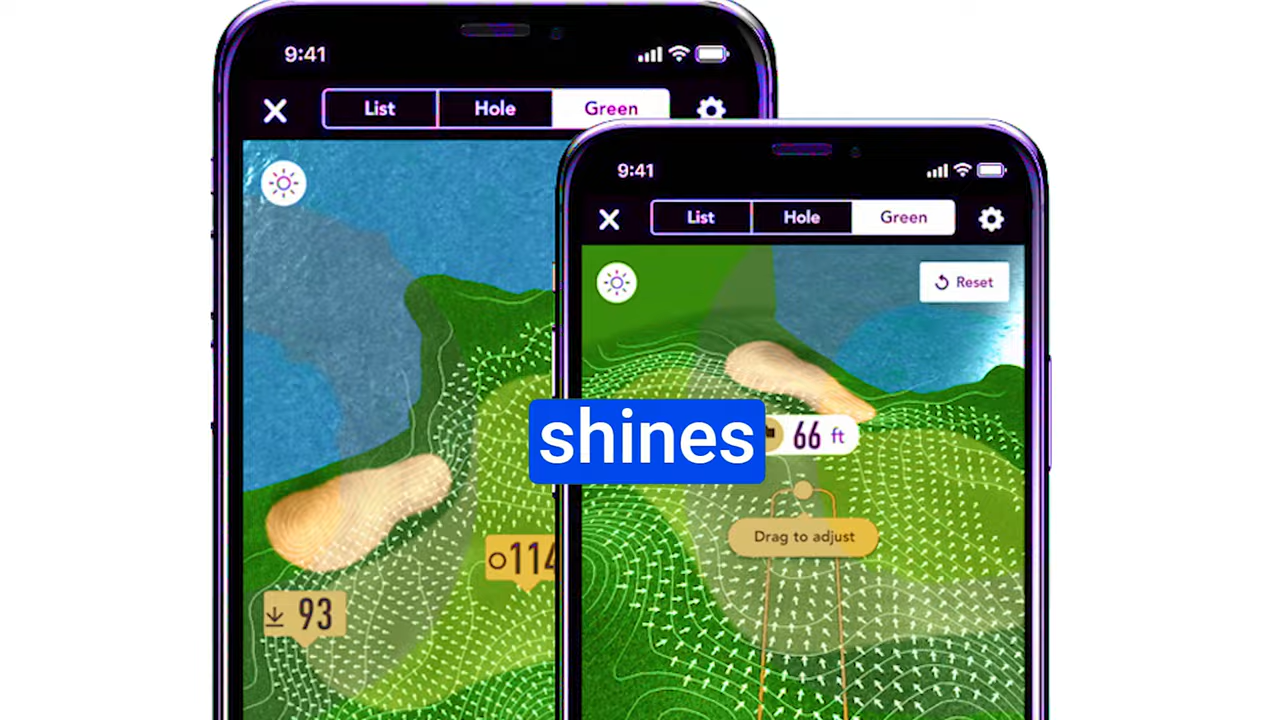 9:41
List Hole Green
9:41
List Hole Green
Reset
shines
66 ft
Drag to adjust
114
93